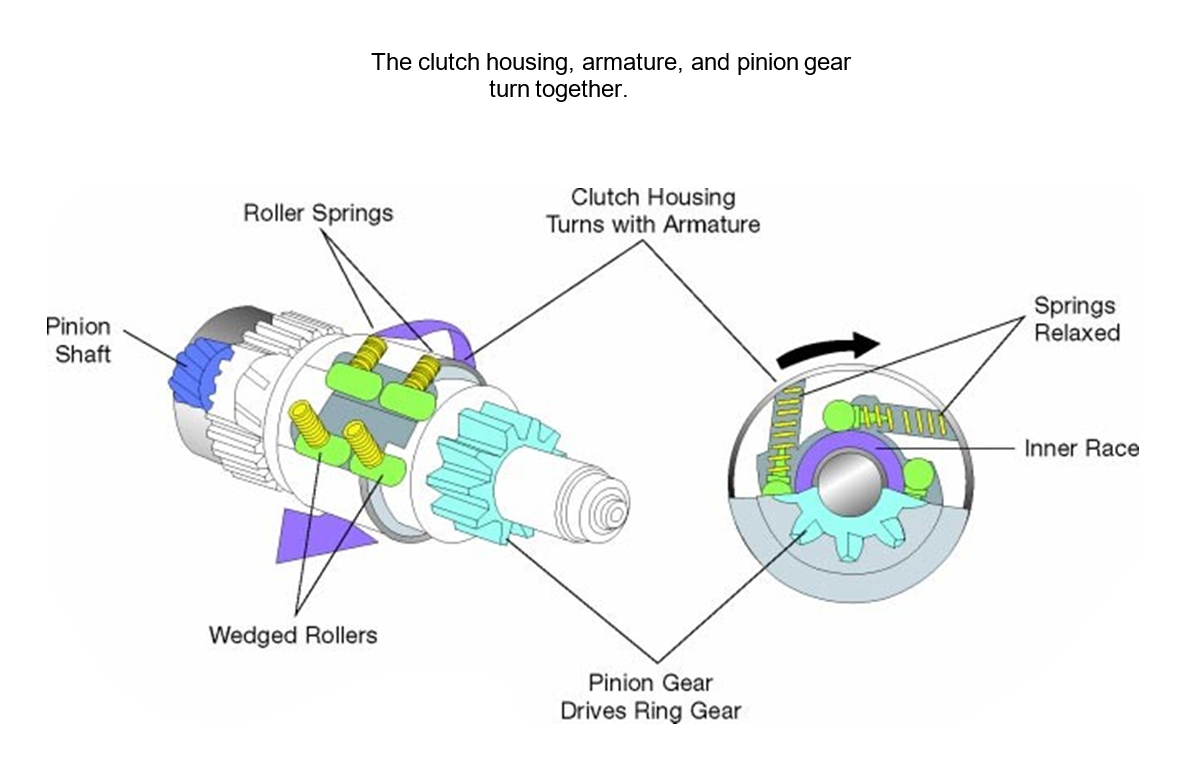 The clutch housing, armature, and pinion gear
turn together.
Clutch Housing
Turns with Armature
Roller Springs
Pinion
Shaft
Springs
Relaxed
Inner Race
Wedged Rollers
Pinion Gear
Drives Ring Gear